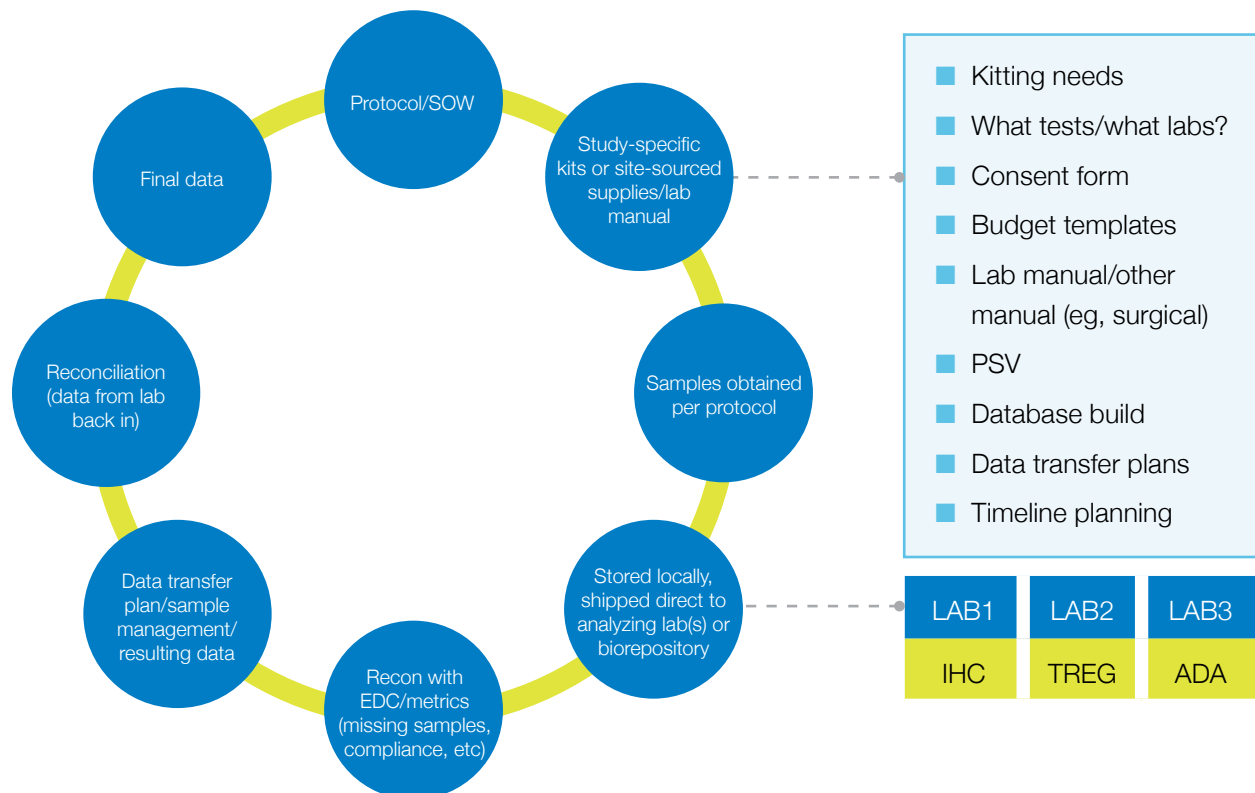 Protocol/SOW
Study-specific
kits or site-sourced
supplies/lab
manual
Samples obtained
per protocol
Stored locally,
shipped direct to
analyzing lab(s) or
biorepository
Recon with
EDC/metrics
(missing samples,
compliance, etc)
Data transfer
plan/sample
management/
resulting data
Reconciliation
(data from lab
back in)
Final data
Kitting needs
What tests/what labs?
Consent form
Budget templates
Lab manual/other
manual (eg, surgical)
PSV
Database build
Data transfer plans
Timeline planning
LAB1 LAB2 LAB3
IHC TREG ADA